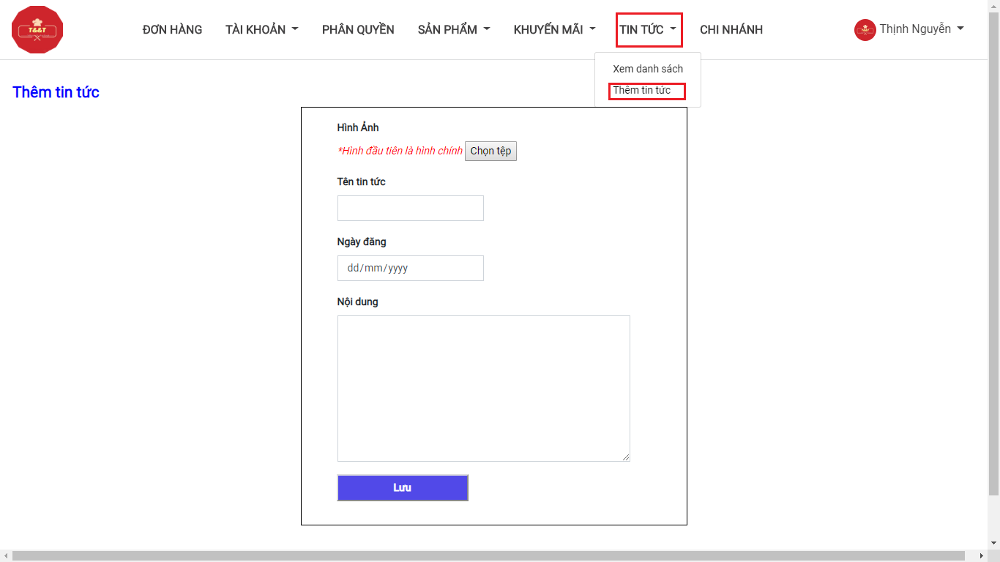 T&&T
ĐƠN HÀNG TÀI KHOẢN PHÂN QUYỀN SẢN PHẨM KHUYẾN MÃI TIN TỨC CHI NHÁNH Thịnh Nguyễn
Xem danh sách
Thêm tin tức
Thêm tin tức
Hình Ảnh
*Hình đầu tiên là hình chính Chọn tệp
Tên tin tức
Ngày đăng
dd/mm/yyyy
Nội dung
Lưu